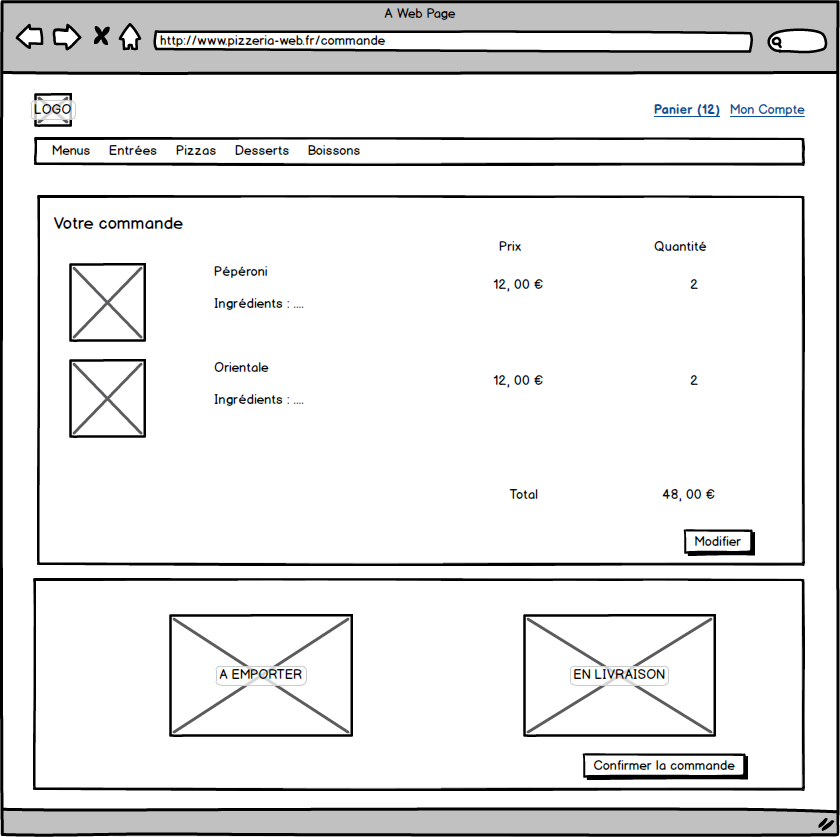 A Web Page
http://www.pizzeria-web.fr/commande
LOGO
Panier (12) Mon Compte
Menus Entrées Pizzas Desserts Boissons
Votre commande
Prix Quantité
Pépéroni
12, 00 € 2
Ingrédients : ....
Orientale
12, 00 € 2
Ingrédients : ....
Total 48, 00 €
Modifier
A EMPORTER EN LIVRAISON
Confirmer la commande